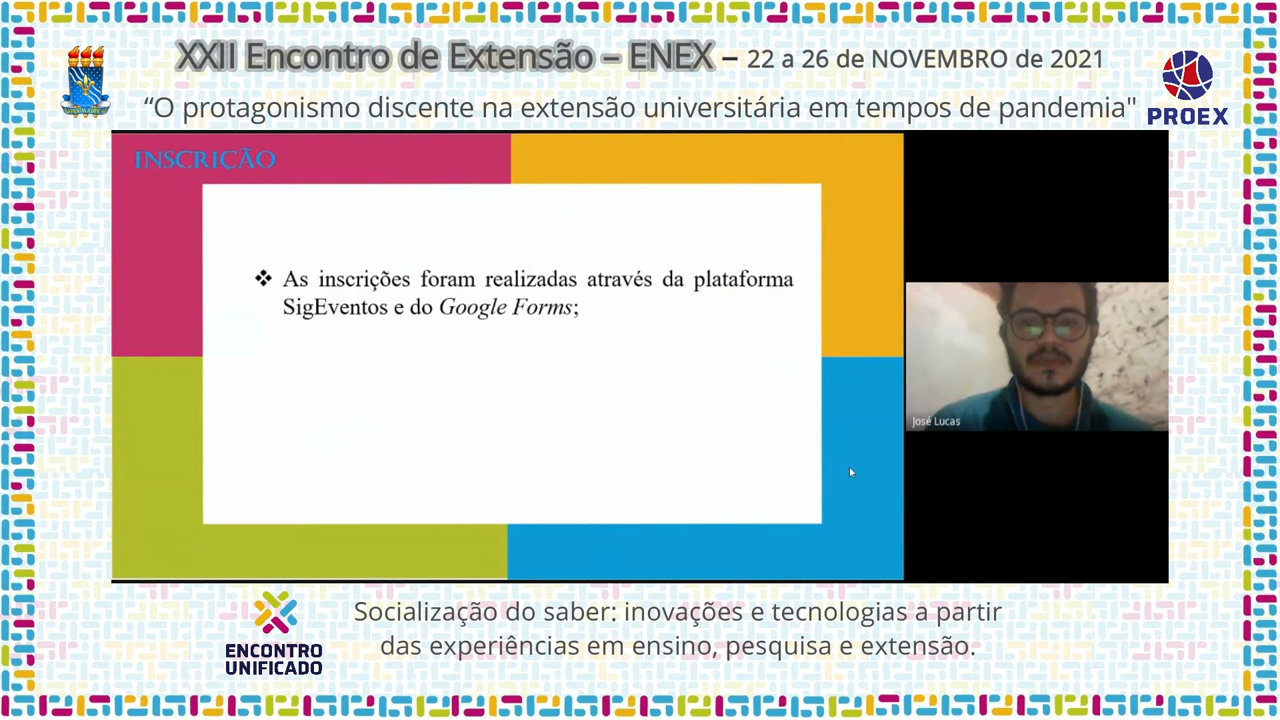 XXII Encontro de Extensão – ENEX – 22 a 26 de NOVEMBRO de 2021
“O protagonismo discente na extensão universitária em tempos de pandemia"
PROEX
INSCRIÇÃO
❖ As inscrições foram realizadas através da plataforma
SigEventos e do Google Forms;
José Lucas
ENCONTRO
UNIFICADO
Socialização do saber: inovações e tecnologias a partir
das experiências em ensino, pesquisa e extensão.